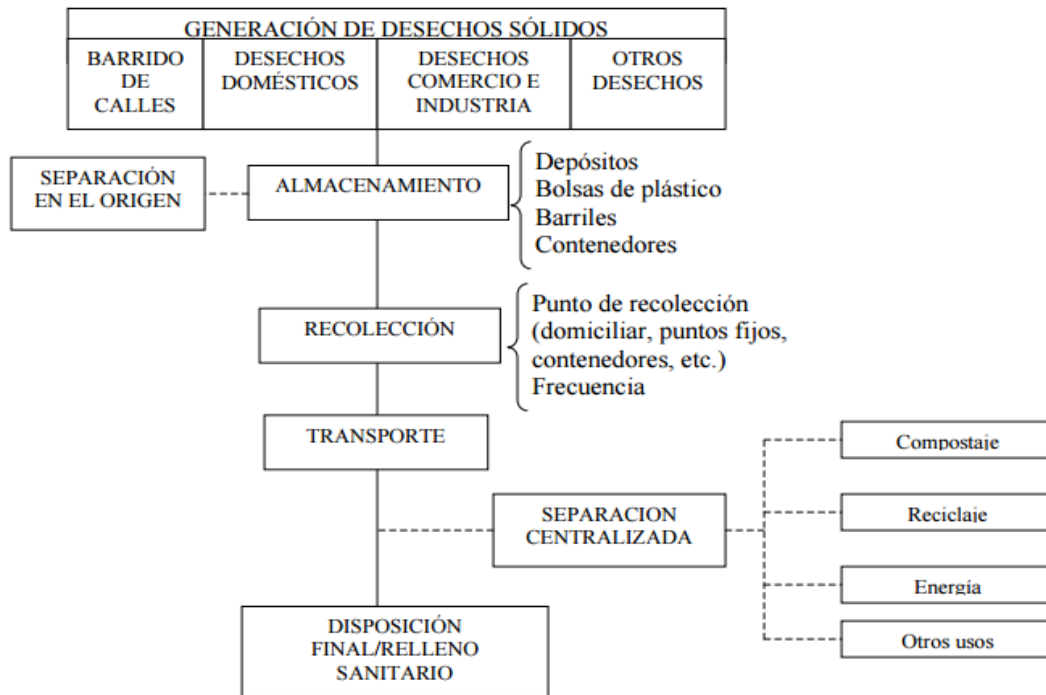 GENERACIÓN DE DESECHOS SÓLIDOS
BARRIDO
DE
CALLES
DESECHOS
DOMÉSTICOS
DESECHOS
COMERCIO E
INDUSTRIA
OTROS
DESECHOS
SEPARACIÓN
EN EL ORIGEN
ALMACENAMIENTO
Depósitos
Bolsas de plástico
Barriles
Contenedores
RECOLECCIÓN
Punto de recolección
(domiciliar, puntos fijos,
contenedores, etc.)
Frecuencia
TRANSPORTE
SEPARACION
CENTRALIZADA
Compostaje
Reciclaje
Energía
Otros usos
DISPOSICIÓN
FINAL/RELLENO
SANITARIO